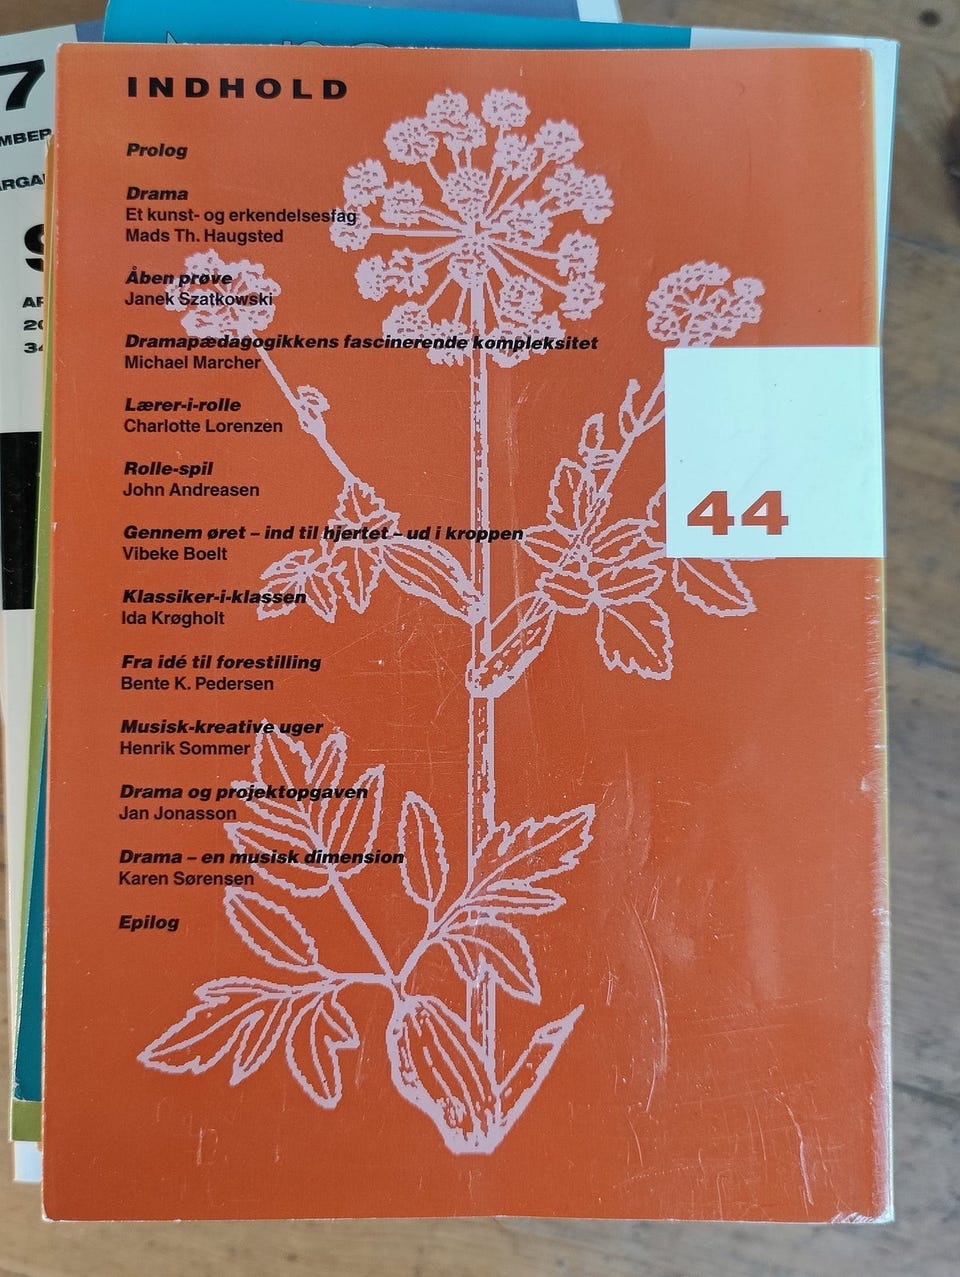 INDHOLD
Prolog
Drama
Et kunst- og erkendelsesfag
Mads Th. Haugsted
Åben prøve
Janek Szatkowski
Dramapædagogikkens fascinerende kompleksitet
Michael Marcher
Lærer-i-rolle
Charlotte Lorenzen
Rolle-spil
John Andreasen
Gennem øret – ind til hjertet – ud i kroppen
Vibeke Boelt
Klassiker-i-klassen
Ida Krøgholt
Fra idé til forestilling
Bente K. Pedersen
Musisk-kreative uger
Henrik Sommer
Drama og projektopgaven
Jan Jonasson
Drama – en musisk dimension
Karen Sørensen
Epilog
44
7